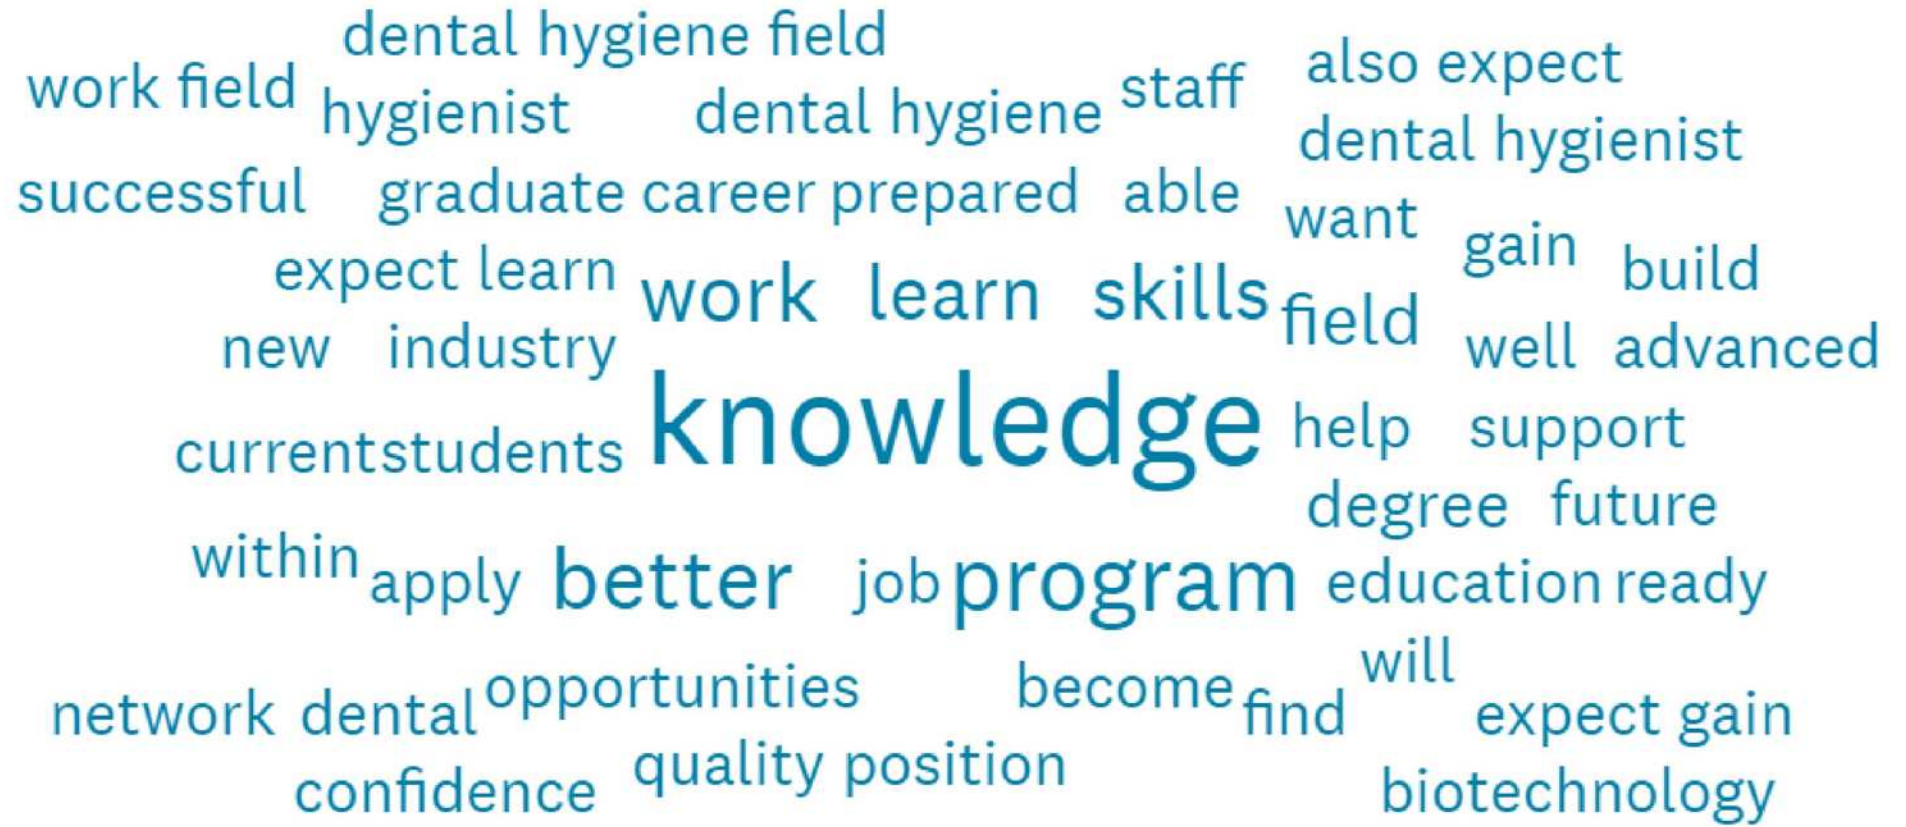 dental hygiene field
work field hygienist dental hygiene staff also expect
dental hygienist
successful graduate career prepared able want
expect learn work learn skills gain build
new industry field well advanced
currentstudents knowledge help support
degree future
within apply better job program education ready
will
network dental opportunities become find expect gain
confidence quality position biotechnology